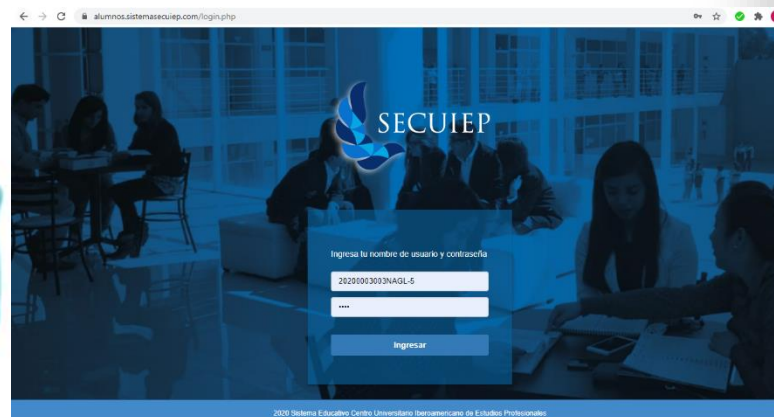 alumnos.sistemasecuiep.com/login.php
SECUIEP
Ingresa tu nombre de usuario y contraseña
20200003003NAGL-5
••••
Ingresar
2020 Sistema Educativo Centro Universitario Iberoamericano de Estudios Profesionales